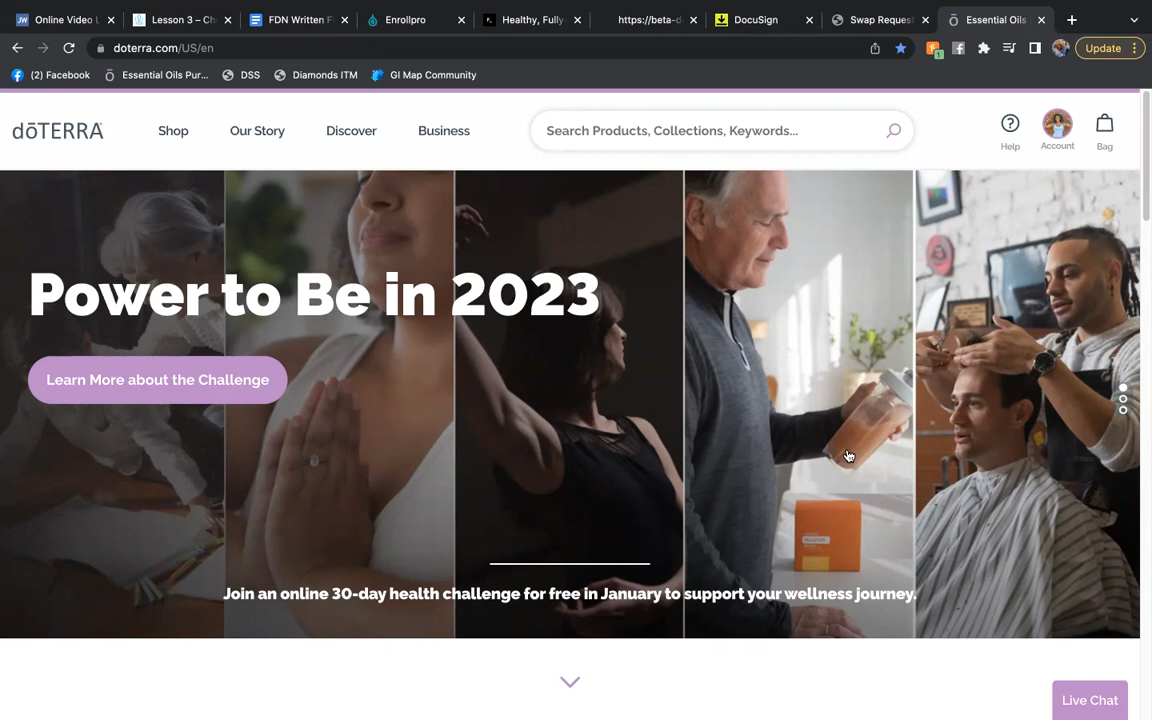 Online Video L
Lesson 3 – Ch
FDN Written Fi
Enrollpro
Healthy, Fully-
https://beta-d
DocuSign
Swap Request
Essential Oils
doterra.com/US/en
1
Update
(2) Facebook
Essential Oils Pur...
DSS
Diamonds ITM
GI Map Community
dōTERRA
Shop
Our Story
Discover
Business
Search Products, Collections, Keywords...
Help
Account
Bag
Power to Be in 2023
Learn More about the Challenge
Join an online 30-day health challenge for free in January to support your wellness journey.
Live Chat